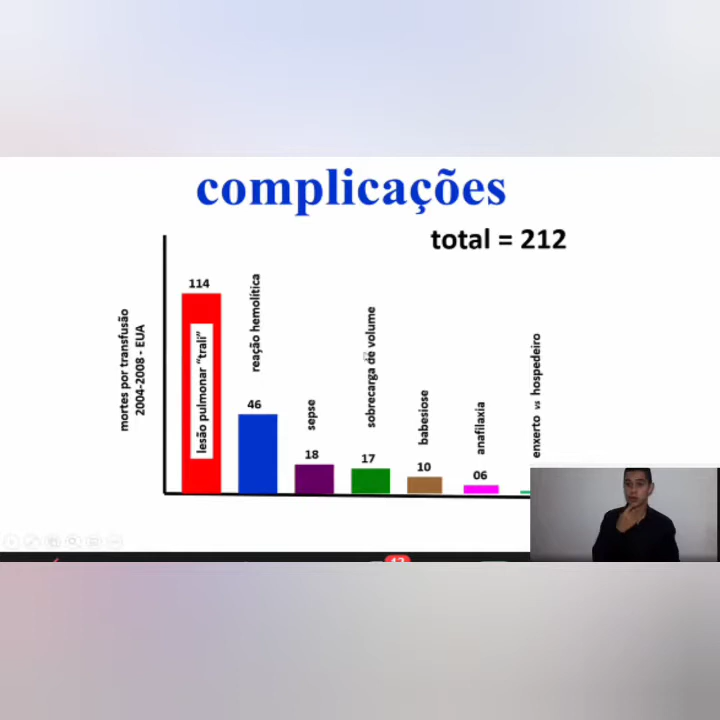 complicações
total = 212
mortes por transfusão
2004-2008 - EUA
114
lesão pulmonar "trali"
46
reação hemolítica
18
sepse
17
sobrecarga de volume
10
babesiose
06
anafilaxia
enxerto vs hospedeiro